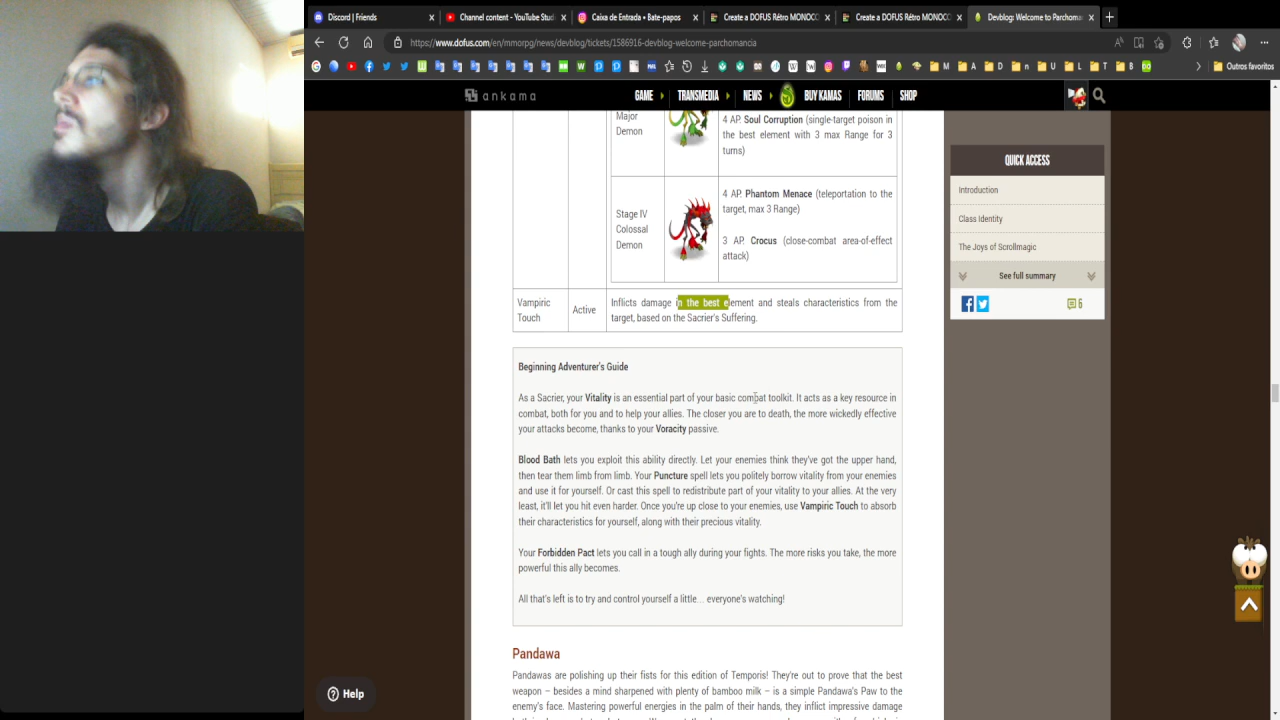 Discord | Friends
Channel content - YouTube Stud
Caixa de Entrada • Bate-papos
Create a DOFUS Rétro MONOCO
Create a DOFUS Rétro MONOCO
Devblog: Welcome to Parchoman
https://www.dofus.com/en/mmorpg/news/devblog/tickets/1586916-devblog-welcome-parchomancia
Outros favoritos
ankama
GAME
TRANSMEDIA
NEWS
BUY KAMAS
FORUMS
SHOP
Major
Demon
4 AP. Soul Corruption (single-target poison in
the best element with 3 max Range for 3
turns)
Stage IV
Colossal
Demon
4 AP. Phantom Menace (teleportation to the
target, max 3 Range)
3 AP. Crocus (close-combat area-of-effect
attack)
Vampiric
Touch
Active
Inflicts damage in the best element and steals characteristics from the
target, based on the Sacrier's Suffering.
Beginning Adventurer's Guide
As a Sacrier, your Vitality is an essential part of your basic combat toolkit. It acts as a key resource in
combat, both for you and to help your allies. The closer you are to death, the more wickedly effective
your attacks become, thanks to your Voracity passive.
Blood Bath lets you exploit this ability directly. Let your enemies think they've got the upper hand,
then tear them limb from limb. Your Puncture spell lets you politely borrow vitality from your enemies
and use it for yourself. Or cast this spell to redistribute part of your vitality to your allies. At the very
least, it'll let you hit even harder. Once you're up close to your enemies, use Vampiric Touch to absorb
their characteristics for yourself, along with their precious vitality.
Your Forbidden Pact lets you call in a tough ally during your fights. The more risks you take, the more
powerful this ally becomes.
All that's left is to try and control yourself a little... everyone's watching!
Pandawa
Pandawas are polishing up their fists for this edition of Temporis! They're out to prove that the best
weapon – besides a mind sharpened with plenty of bamboo milk – is a simple Pandawa's Paw to the
enemy's face. Mastering powerful energies in the palm of their hands, they inflict impressive damage
QUICK ACCESS
Introduction
Class Identity
The Joys of Scrollmagic
See full summary
6
Help